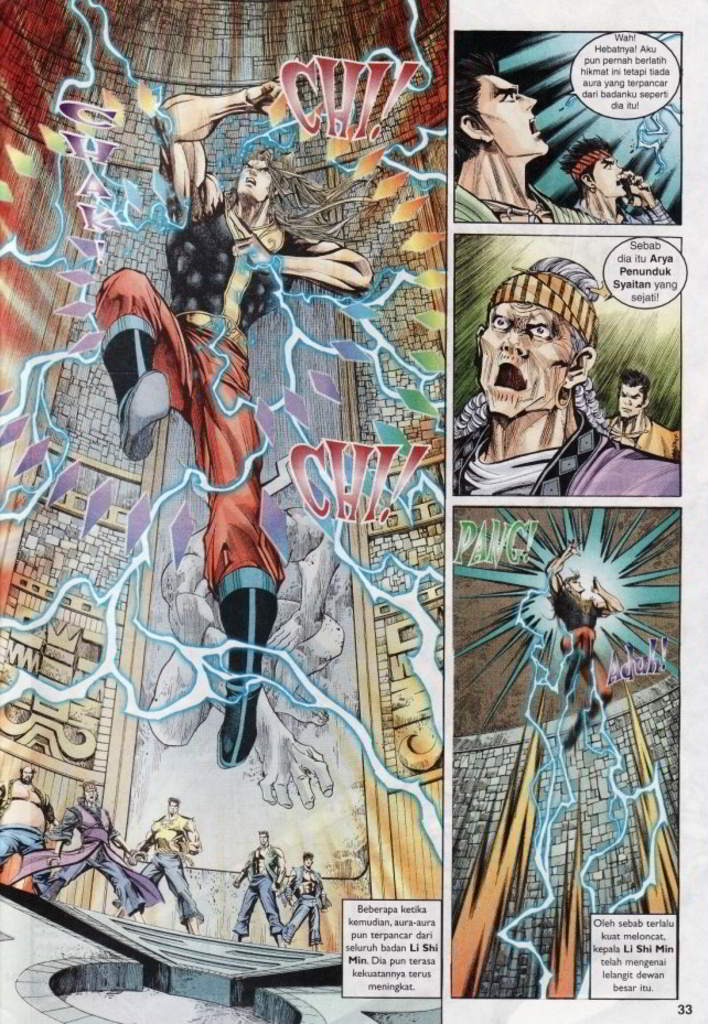 CHI!
CHAK!
CHI!
Beberapa ketika
kemudian, aura-aura
pun terpancar dari
seluruh badan Li Shi
Min. Dia pun terasa
kekuatannya terus
meningkat.
Wah!
Hebatnya! Aku
pun pernah berlatih
hikmat ini tetapi tiada
aura yang terpancar
dari badanku seperti
dia itu!
Sebab
dia itu Arya
Penunduk
Syaitan yang
sejati!
PANG!
Aduh!
Oleh sebab terlalu
kuat meloncat,
kepala Li Shi Min
telah mengenai
lelangit dewan
besar itu.
33